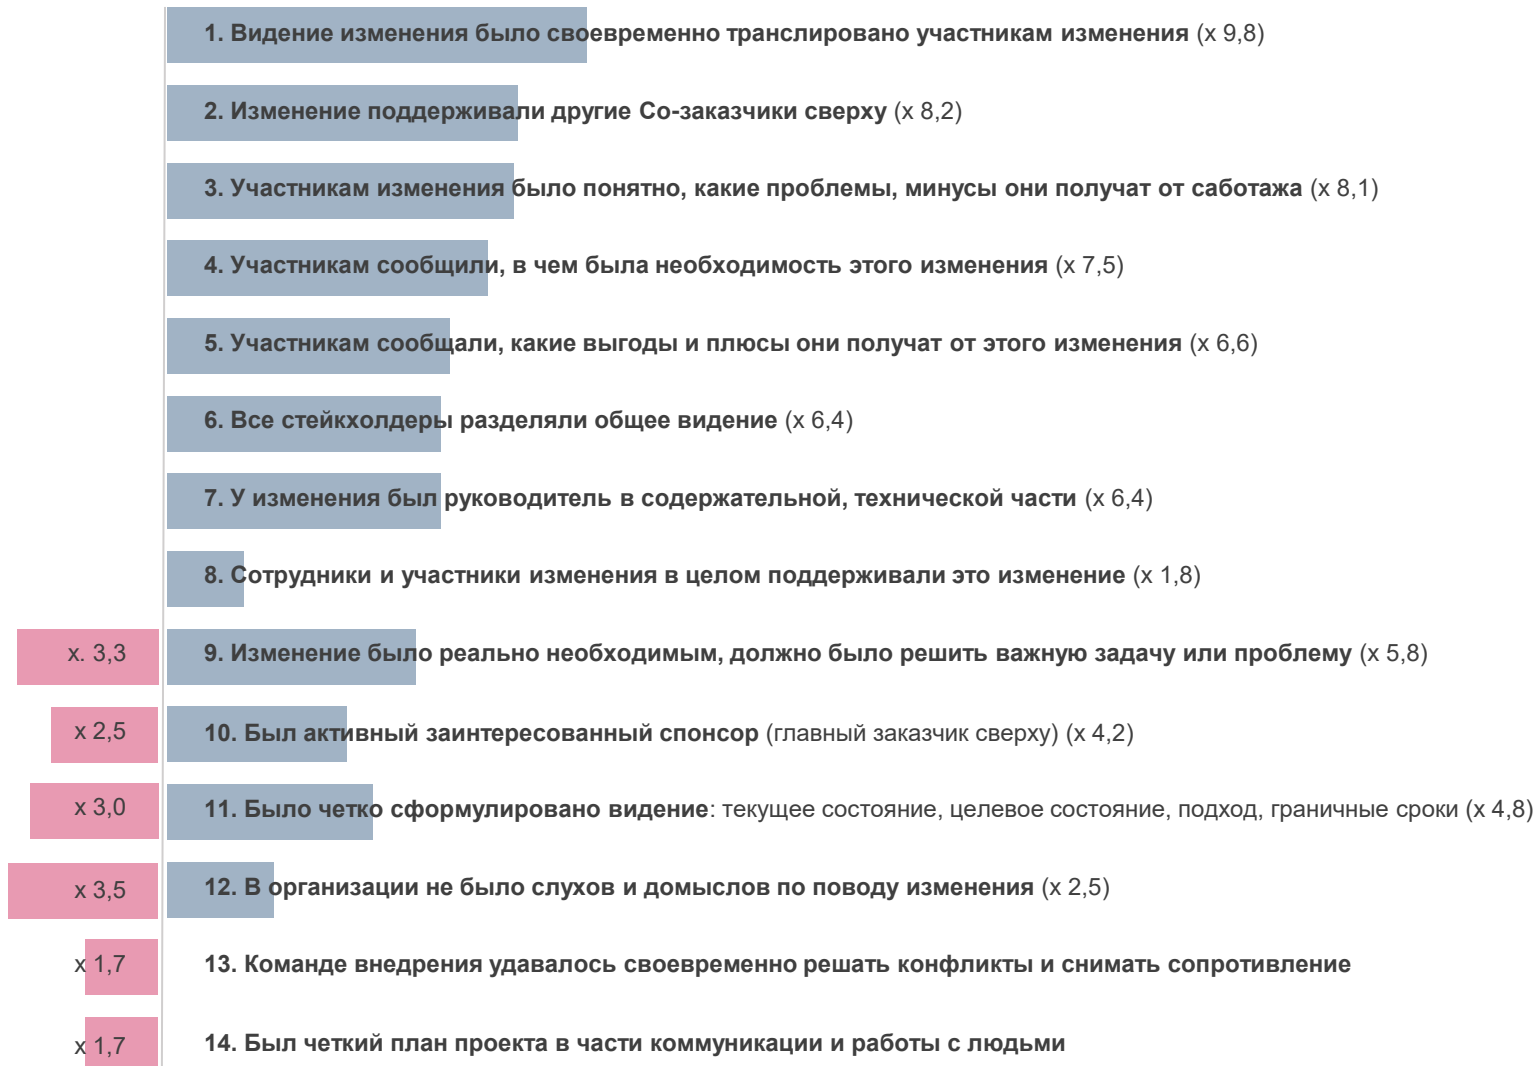 1. Видение изменения было своевременно транслировано участникам изменения (x 9,8)
2. Изменение поддерживали другие Со-заказчики сверху (x 8,2)
3. Участникам изменения было понятно, какие проблемы, минусы они получат от саботажа (x 8,1)
4. Участникам сообщили, в чем была необходимость этого изменения (x 7,5)
5. Участникам сообщали, какие выгоды и плюсы они получат от этого изменения (x 6,6)
6. Все стейкхолдеры разделяли общее видение (x 6,4)
7. У изменения был руководитель в содержательной, технической части (x 6,4)
8. Сотрудники и участники изменения в целом поддерживали это изменение (x 1,8)
x. 3,3 9. Изменение было реально необходимым, должно было решить важную задачу или проблему (x 5,8)
x 2,5 10. Был активный заинтересованный спонсор (главный заказчик сверху) (x 4,2)
x 3,0 11. Было четко сформулировано видение: текущее состояние, целевое состояние, подход, граничные сроки (x 4,8)
x 3,5 12. В организации не было слухов и домыслов по поводу изменения (x 2,5)
x 1,7 13. Команде внедрения удавалось своевременно решать конфликты и снимать сопротивление
x 1,7 14. Был четкий план проекта в части коммуникации и работы с людьми